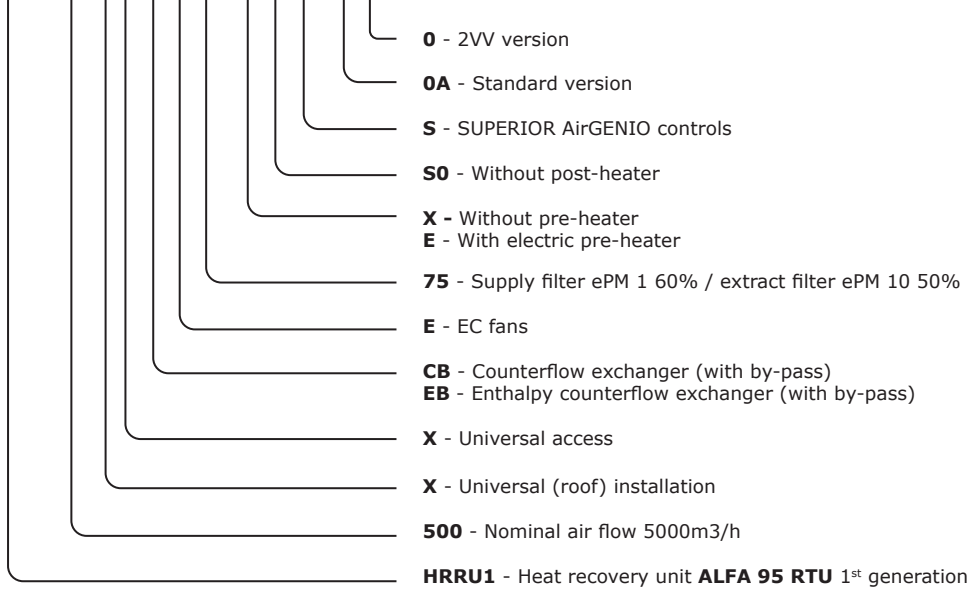 0 - 2VV version
0A - Standard version
S - SUPERIOR AirGENIO controls
S0 - Without post-heater
X - Without pre-heater
E - With electric pre-heater
75 - Supply filter ePM 1 60% / extract filter ePM 10 50%
E - EC fans
CB - Counterflow exchanger (with by-pass)
EB - Enthalpy counterflow exchanger (with by-pass)
X - Universal access
X - Universal (roof) installation
500 - Nominal air flow 5000m3/h
HRRU1 - Heat recovery unit ALFA 95 RTU 1st generation